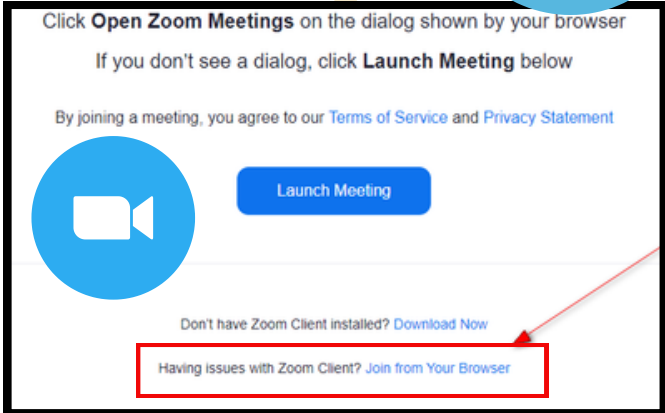 Click Open Zoom Meetings on the dialog shown by your browser
If you don't see a dialog, click Launch Meeting below
By joining a meeting, you agree to our Terms of Service and Privacy Statement
Launch Meeting
Don't have Zoom Client installed? Download Now
Having issues with Zoom Client? Join from Your Browser